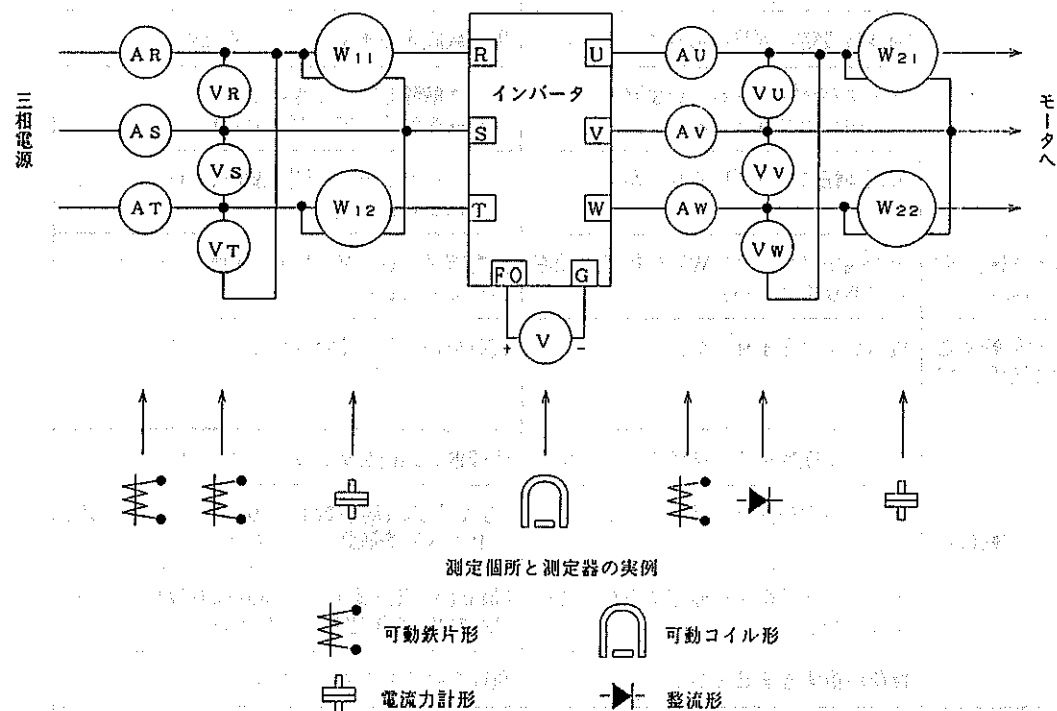 AR W11 R U AU W21
VR インバータ VU
三相電源 AS S V AV モータへ
VS VV
AT W12 T W AW W22
VT FO G VW
+ V -
測定個所と測定器の実例
可動鉄片形 可動コイル形
電流力計形 整流形